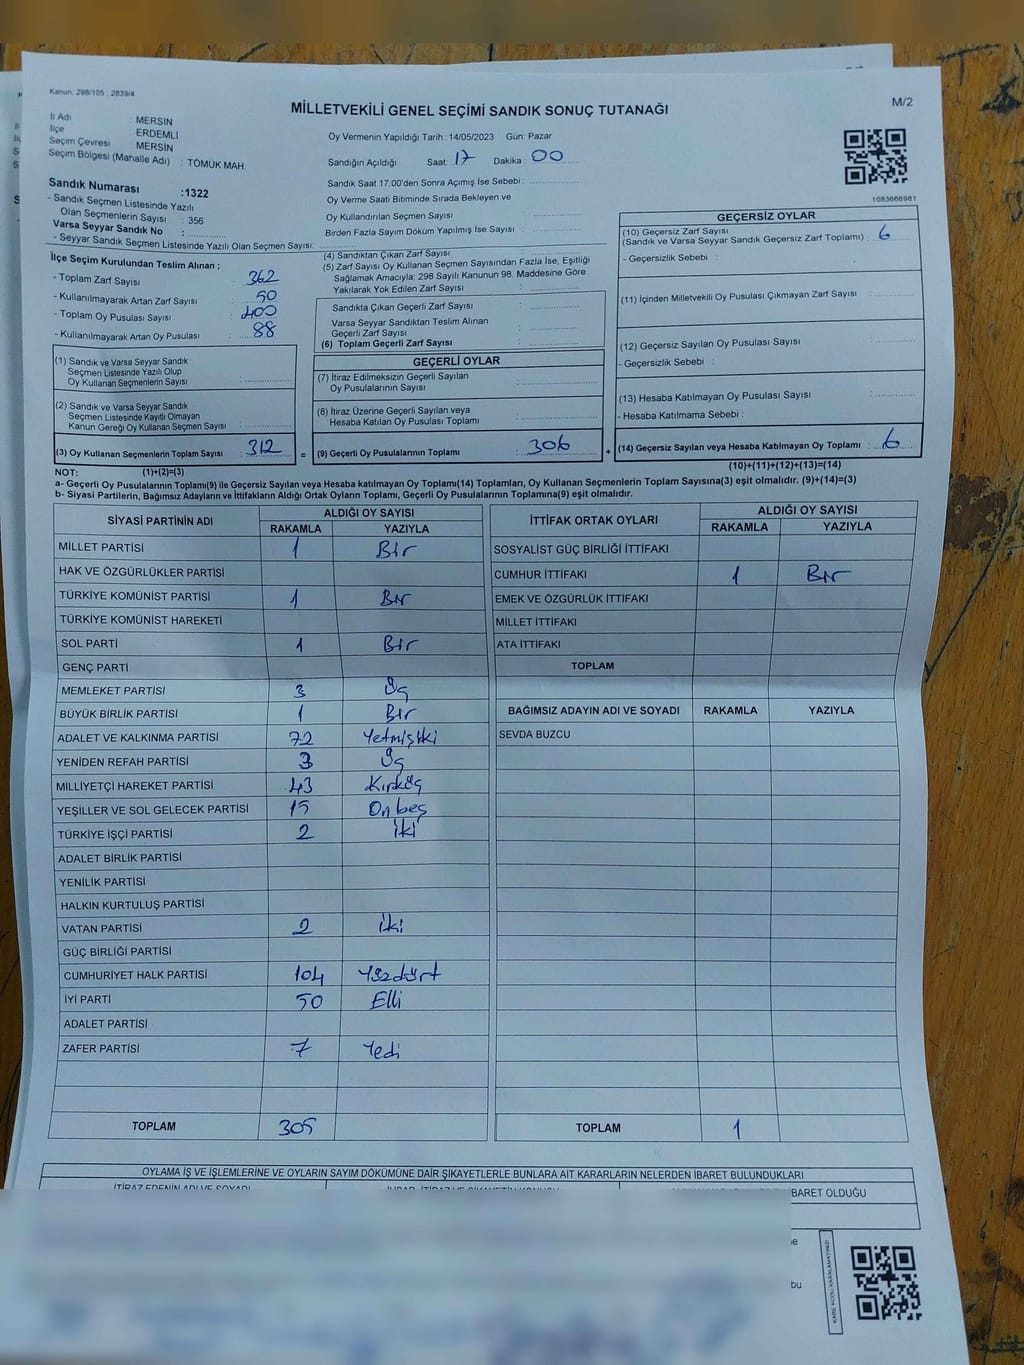 Kanun, 298/105 , 2839/4
MİLLETVEKİLİ GENEL SEÇİMİ SANDIK SONUÇ TUTANAĞI
M/2
İl Adı : MERSİN
İlçe : ERDEMLİ
Seçim Çevresi : MERSİN
Seçim Bölgesi (Mahalle Adı) : TÖMÜK MAH.
Oy Vermenin Yapıldığı Tarih : 14/05/2023 Gün: Pazar
Sandığın Açıldığı Saat: 17 Dakika : 00
Sandık Saat 17:00'den Sonra Açılmış İse Sebebi :
Oy Verme Saati Bitiminde Sırada Bekleyen ve
Oy Kullandırılan Seçmen Sayısı :
Birden Fazla Sayım Döküm Yapılmış İse Sayısı :
1083666981
Sandık Numarası :1322
- Sandık Seçmen Listesinde Yazılı
Olan Seçmenlerin Sayısı : 356
Varsa Seyyar Sandık No :
- Seyyar Sandık Seçmen Listesinde Yazılı Olan Seçmen Sayısı:
İlçe Seçim Kurulundan Teslim Alınan ;
- Toplam Zarf Sayısı : 362
- Kullanılmayarak Artan Zarf Sayısı : 50
- Toplam Oy Pusulası Sayısı : 400
- Kullanılmayarak Artan Oy Pusulası : 88
(4) Sandıktan Çıkan Zarf Sayısı :
(5) Zarf Sayısı Oy Kullanan Seçmen Sayısından Fazla İse, Eşitliği
Sağlamak Amacıyla; 298 Sayılı Kanunun 98. Maddesine Göre
Yakılarak Yok Edilen Zarf Sayısı :
Sandıkta Çıkan Geçerli Zarf Sayısı :
Varsa Seyyar Sandıktan Teslim Alınan
Geçerli Zarf Sayısı :
(6) Toplam Geçerli Zarf Sayısı :
GEÇERSİZ OYLAR
(10) Geçersiz Zarf Sayısı
(Sandık ve Varsa Seyyar Sandık Geçersiz Zarf Toplamı) : 6
- Geçersizlik Sebebi :
(11) İçinden Milletvekili Oy Pusulası Çıkmayan Zarf Sayısı :
(12) Geçersiz Sayılan Oy Pusulası Sayısı :
- Geçersizlik Sebebi :
(13) Hesaba Katılmayan Oy Pusulası Sayısı :
- Hesaba Katılmama Sebebi :
(1) Sandık ve Varsa Seyyar Sandık
Seçmen Listesinde Yazılı Olup
Oy Kullanan Seçmenlerin Sayısı :
(2) Sandık ve Varsa Seyyar Sandık
Seçmen Listesinde Kayıtlı Olmayan
Kanun Gereği Oy Kullanan Seçmen Sayısı :
GEÇERLİ OYLAR
(7) İtiraz Edilmeksizin Geçerli Sayılan
Oy Pusulalarının Sayısı :
(8) İtiraz Üzerine Geçerli Sayılan veya
Hesaba Katılan Oy Pusulası Toplamı :
(3) Oy Kullanan Seçmenlerin Toplam Sayısı : 312 = (9) Geçerli Oy Pusulalarının Toplamı : 306 + (14) Geçersiz Sayılan veya Hesaba Katılmayan Oy Toplamı : 6
NOT: (1)+(2)=(3) (10)+(11)+(12)+(13)=(14)
a- Geçerli Oy Pusulalarının Toplamı(9) ile Geçersiz Sayılan veya Hesaba katılmayan Oy Toplamı(14) Toplamları, Oy Kullanan Seçmenlerin Toplam Sayısına(3) eşit olmalıdır. (9)+(14)=(3)
b- Siyasi Partilerin, Bağımsız Adayların ve İttifakların Aldığı Ortak Oyların Toplamı, Geçerli Oy Pusulalarının Toplamına(9) eşit olmalıdır.
SİYASİ PARTİNİN ADI ALDIĞI OY SAYISI
RAKAMLA YAZIYLA
MİLLET PARTİSİ 1 Bir
HAK VE ÖZGÜRLÜKLER PARTİSİ
TÜRKİYE KOMÜNİST PARTİSİ 1 Bir
TÜRKİYE KOMÜNİST HAREKETİ
SOL PARTİ 1 Bir
GENÇ PARTİ
MEMLEKET PARTİSİ 3 Üç
BÜYÜK BİRLİK PARTİSİ 1 Bir
ADALET VE KALKINMA PARTİSİ 72 Yetmişiki
YENİDEN REFAH PARTİSİ 3 Üç
MİLLİYETÇİ HAREKET PARTİSİ 43 Kırküç
YEŞİLLER VE SOL GELECEK PARTİSİ 15 Onbeş
TÜRKİYE İŞÇİ PARTİSİ 2 İki
ADALET BİRLİK PARTİSİ
YENİLİK PARTİSİ
HALKIN KURTULUŞ PARTİSİ
VATAN PARTİSİ 2 İki
GÜÇ BİRLİĞİ PARTİSİ
CUMHURİYET HALK PARTİSİ 104 Yüzdört
İYİ PARTİ 50 Elli
ADALET PARTİSİ
ZAFER PARTİSİ 7 Yedi
TOPLAM 305
İTTİFAK ORTAK OYLARI ALDIĞI OY SAYISI
RAKAMLA YAZIYLA
SOSYALİST GÜÇ BİRLİĞİ İTTİFAKI
CUMHUR İTTİFAKI 1 Bir
EMEK VE ÖZGÜRLÜK İTTİFAKI
MİLLET İTTİFAKI
ATA İTTİFAKI
TOPLAM
BAĞIMSIZ ADAYIN ADI VE SOYADI RAKAMLA YAZIYLA
SEVDA BUZCU
TOPLAM 1
OYLAMA İŞ VE İŞLEMLERİNE VE OYLARIN SAYIM DÖKÜMÜNE DAİR ŞİKAYETLERLE BUNLARA AİT KARARLARIN NELERDEN İBARET BULUNDUKLARI
İTİRAZ EDENİN ADI VE SOYADI
BARET OLDUĞU